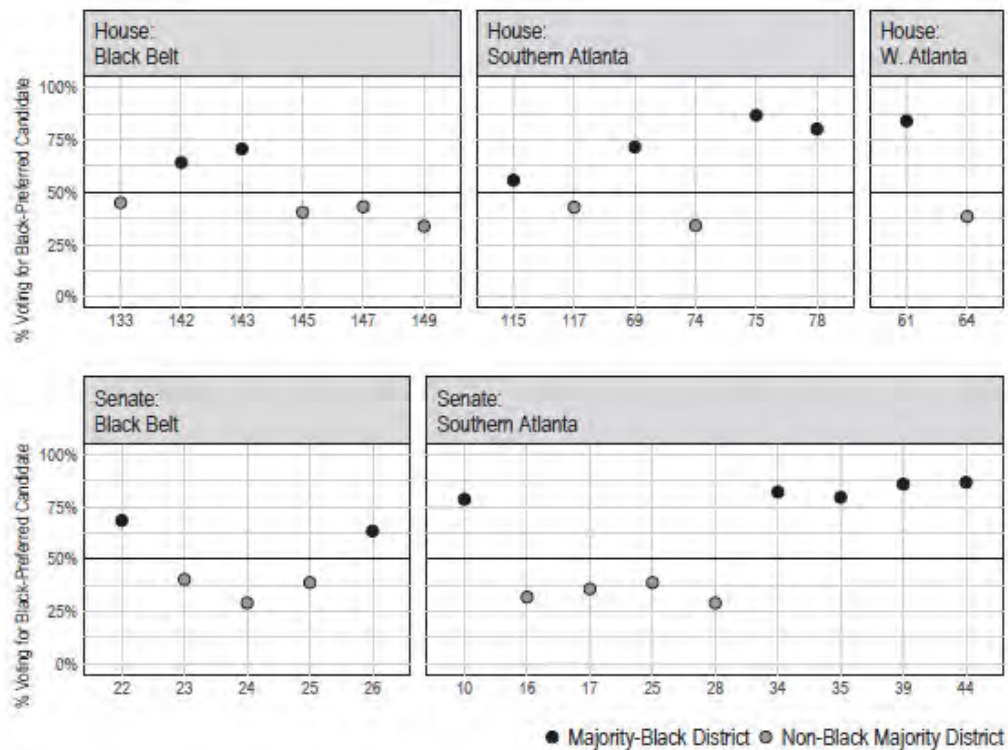 House:
Black Belt
House:
Southern Atlanta
House:
W. Atlanta
% Voting for Black-Preferred Candidate
100%
75%
50%
25%
0%
133 142 143 145 147 149
115 117 69 74 75 78
61 64
Senate:
Black Belt
Senate:
Southern Atlanta
% Voting for Black-Preferred Candidate
100%
75%
50%
25%
0%
22 23 24 25 26
10 16 17 25 28 34 35 39 44
Majority-Black District Non-Black Majority District